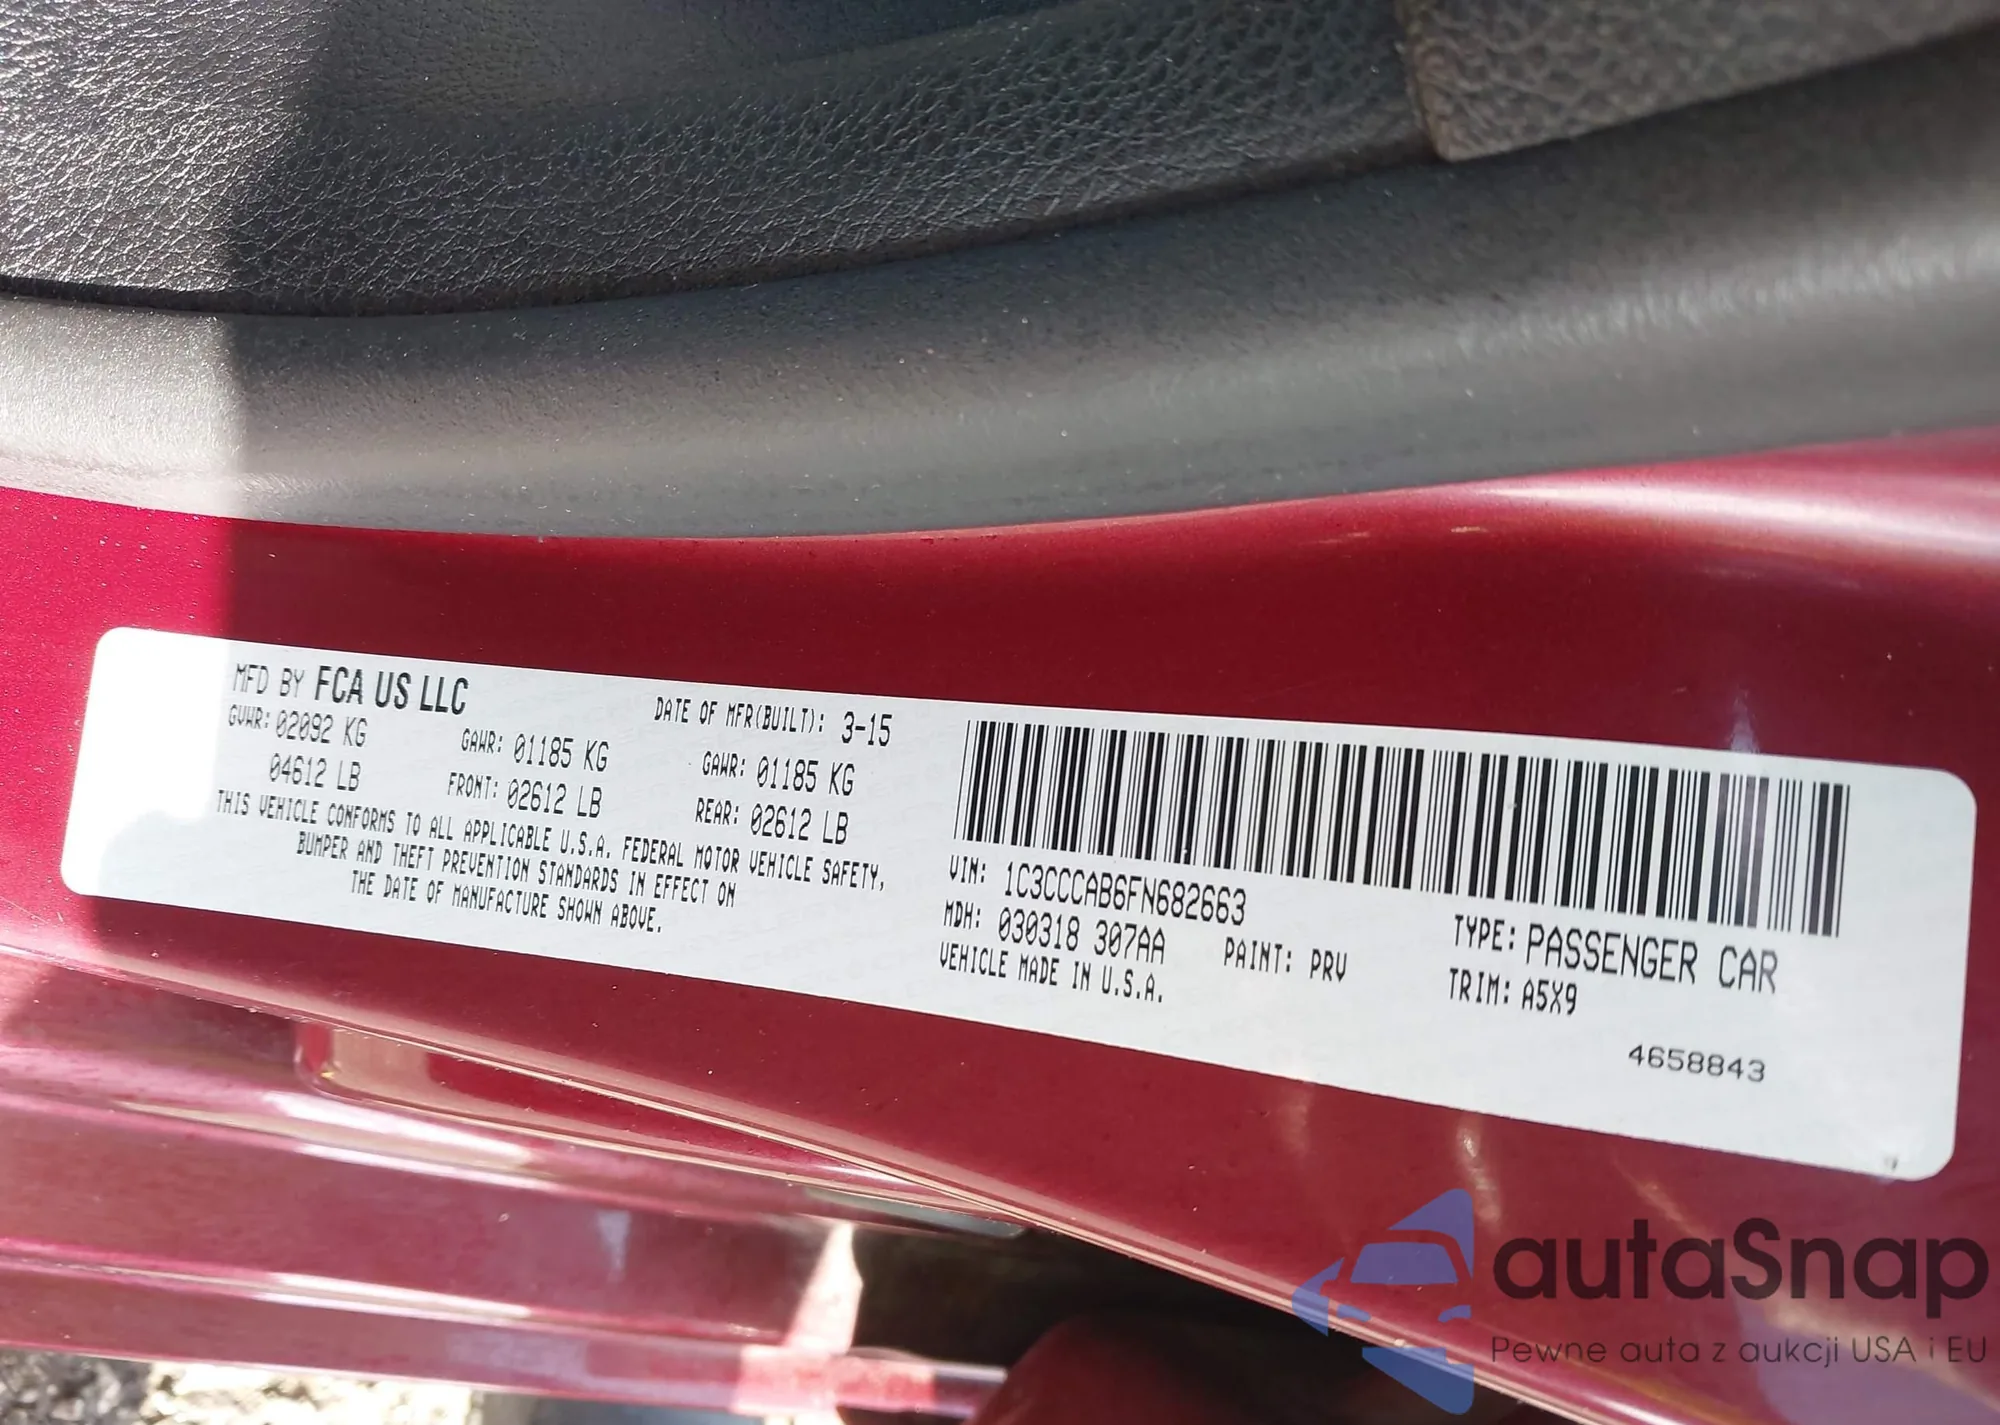 MFD BY FCA US LLC
DATE OF MFR(BUILT): 3-15
GVWR: 02092 KG
04612 LB
GAWR: 01185 KG
FRONT: 02612 LB
GAWR: 01185 KG
REAR: 02612 LB
THIS VEHICLE CONFORMS TO ALL APPLICABLE U.S.A. FEDERAL MOTOR VEHICLE SAFETY,
BUMPER AND THEFT PREVENTION STANDARDS IN EFFECT ON
THE DATE OF MANUFACTURE SHOWN ABOVE.
VIN: 1C3CCCAB6FN682663
TYPE: PASSENGER CAR
MDH: 030318 307AA
PAINT: PRV
TRIM: A5X9
VEHICLE MADE IN U.S.A.
4658843
autaSnap
Pewne auta z aukcji USA i EU